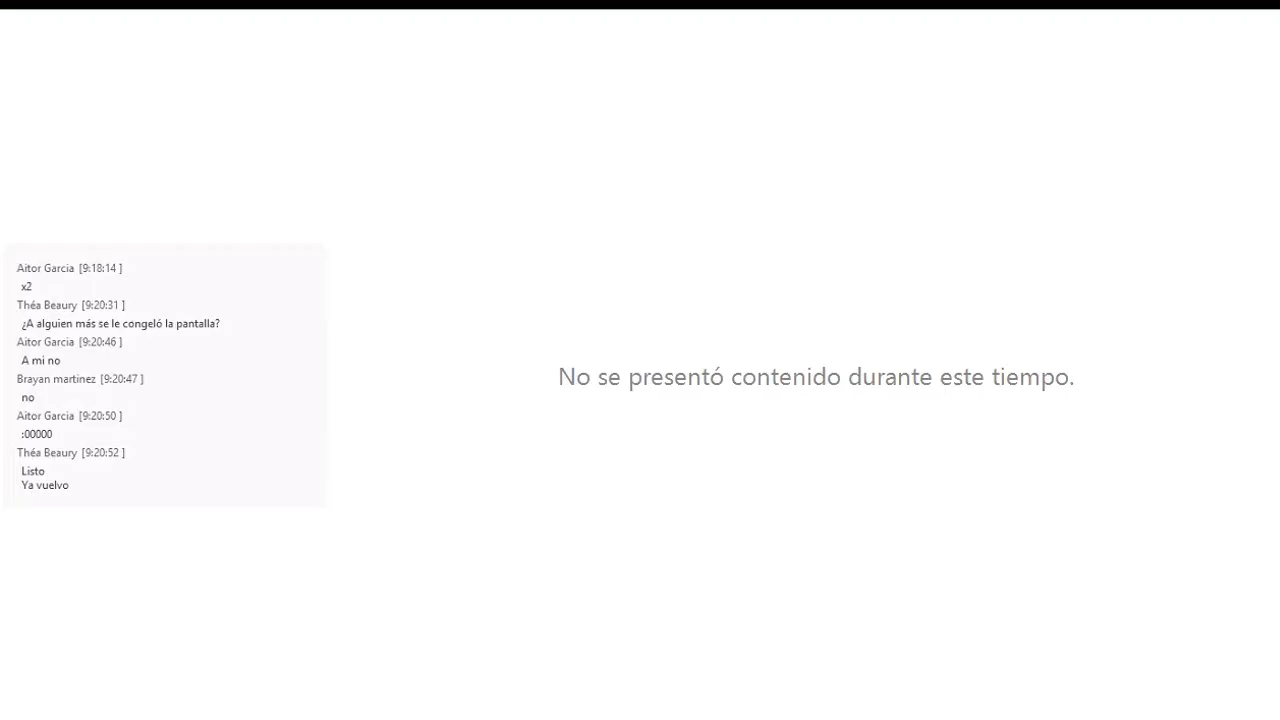 Aitor Garcia [9:18:14 ]
x2
Théa Beaury [9:20:31 ]
¿A alguien más se le congeló la pantalla?
Aitor Garcia [9:20:46 ]
A mi no
Brayan martinez [9:20:47 ]
no
Aitor Garcia [9:20:50 ]
:00000
Théa Beaury [9:20:52 ]
Listo
Ya vuelvo
No se presentó contenido durante este tiempo.